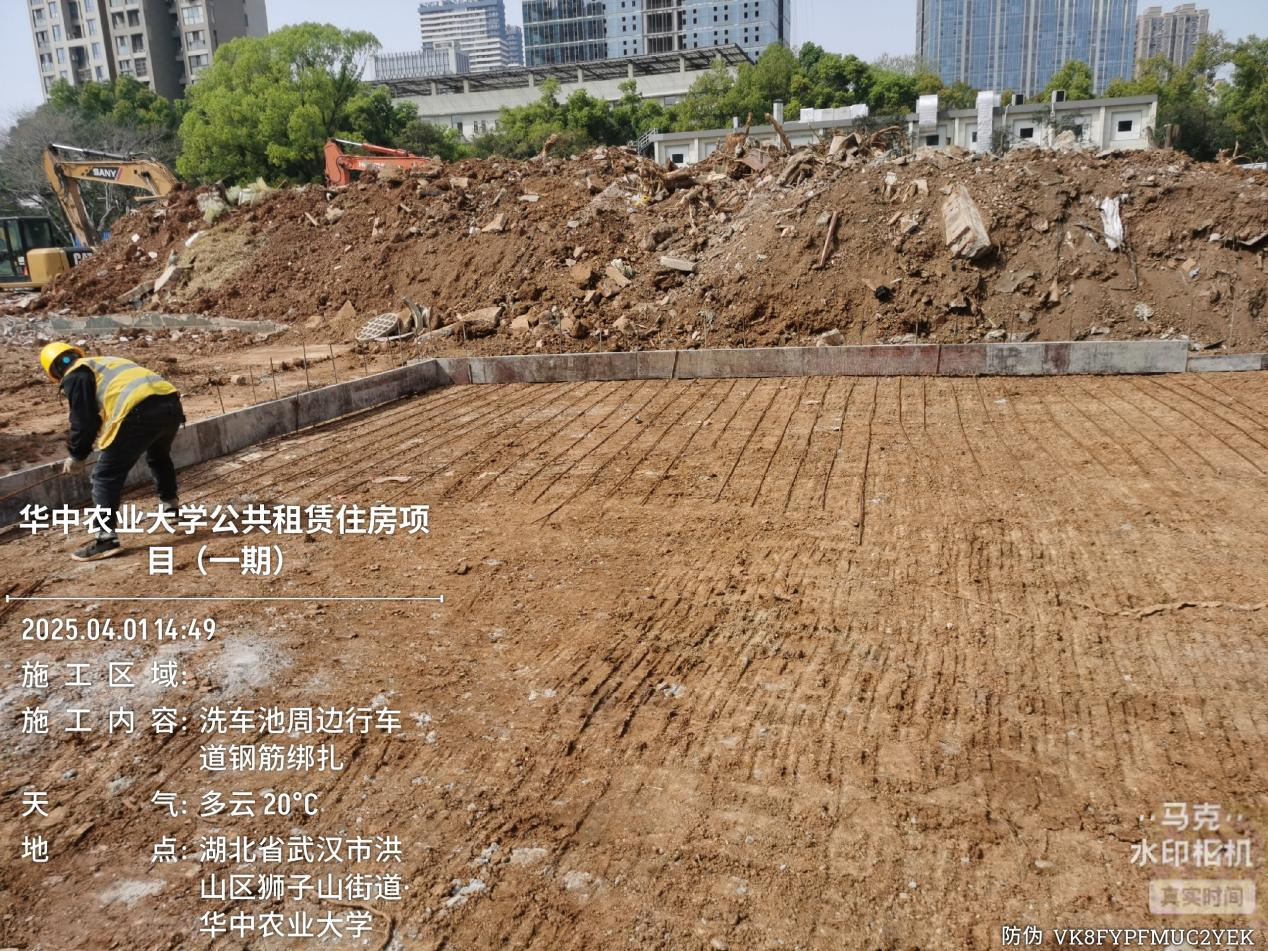 SANY
CAT
华中农业大学公共租赁住房项
目（一期）
2025.04.01 14:49
施工区域:
施工内容: 洗车池周边行车
道钢筋绑扎
天气: 多云 20°C
地点: 湖北省武汉市洪
山区狮子山街道·
华中农业大学
马克
水印相机
真实时间
防伪 VK8FYPFMUC2YEK